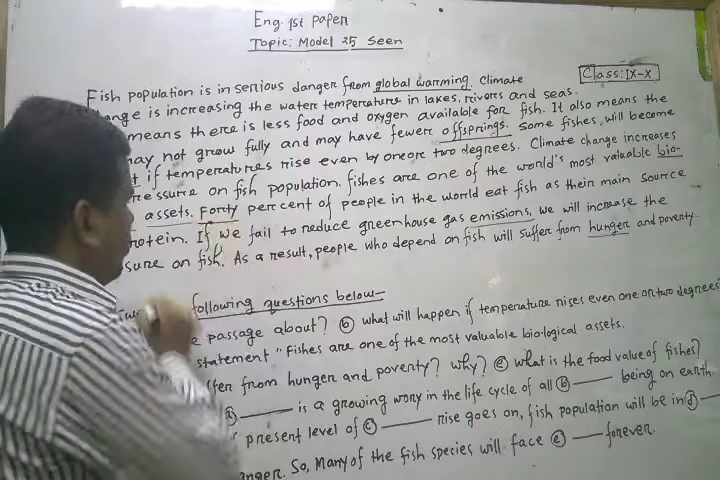 Eng. 1st Paper
Topic: Model 25 Seen
Class: IX-X
Fish population is in serious danger from global warming. Climate
nge is increasing the water temperature in lakes, rivers and seas.
means there is less food and oxygen available for fish. It also means the
may not grow fully and may have fewer offsprings. Some fishes, will become
t if temperatures rise even by one or two degrees. Climate change increases
ressure on fish population. fishes are one of the world's most valuable bio-
assets. Forty percent of people in the world eat fish as their main source
rotein. If we fail to reduce greenhouse gas emissions, we will increase the
sure on fish. As a result, people who depend on fish will suffer from hunger and poverty.
following questions below-
e passage about? (b) what will happen if temperature rises even one or two degrees?
statement "Fishes are one of the most valuable biological assets.
ffer from hunger and poverty? why? (e) what is the food value of fishes?
(a) —— is a growing wory in the life cycle of all (b) —— being on earth.
present level of (c) —— rise goes on, fish population will be in (d) —
anger. So, Many of the fish species will face (e) —— forever.